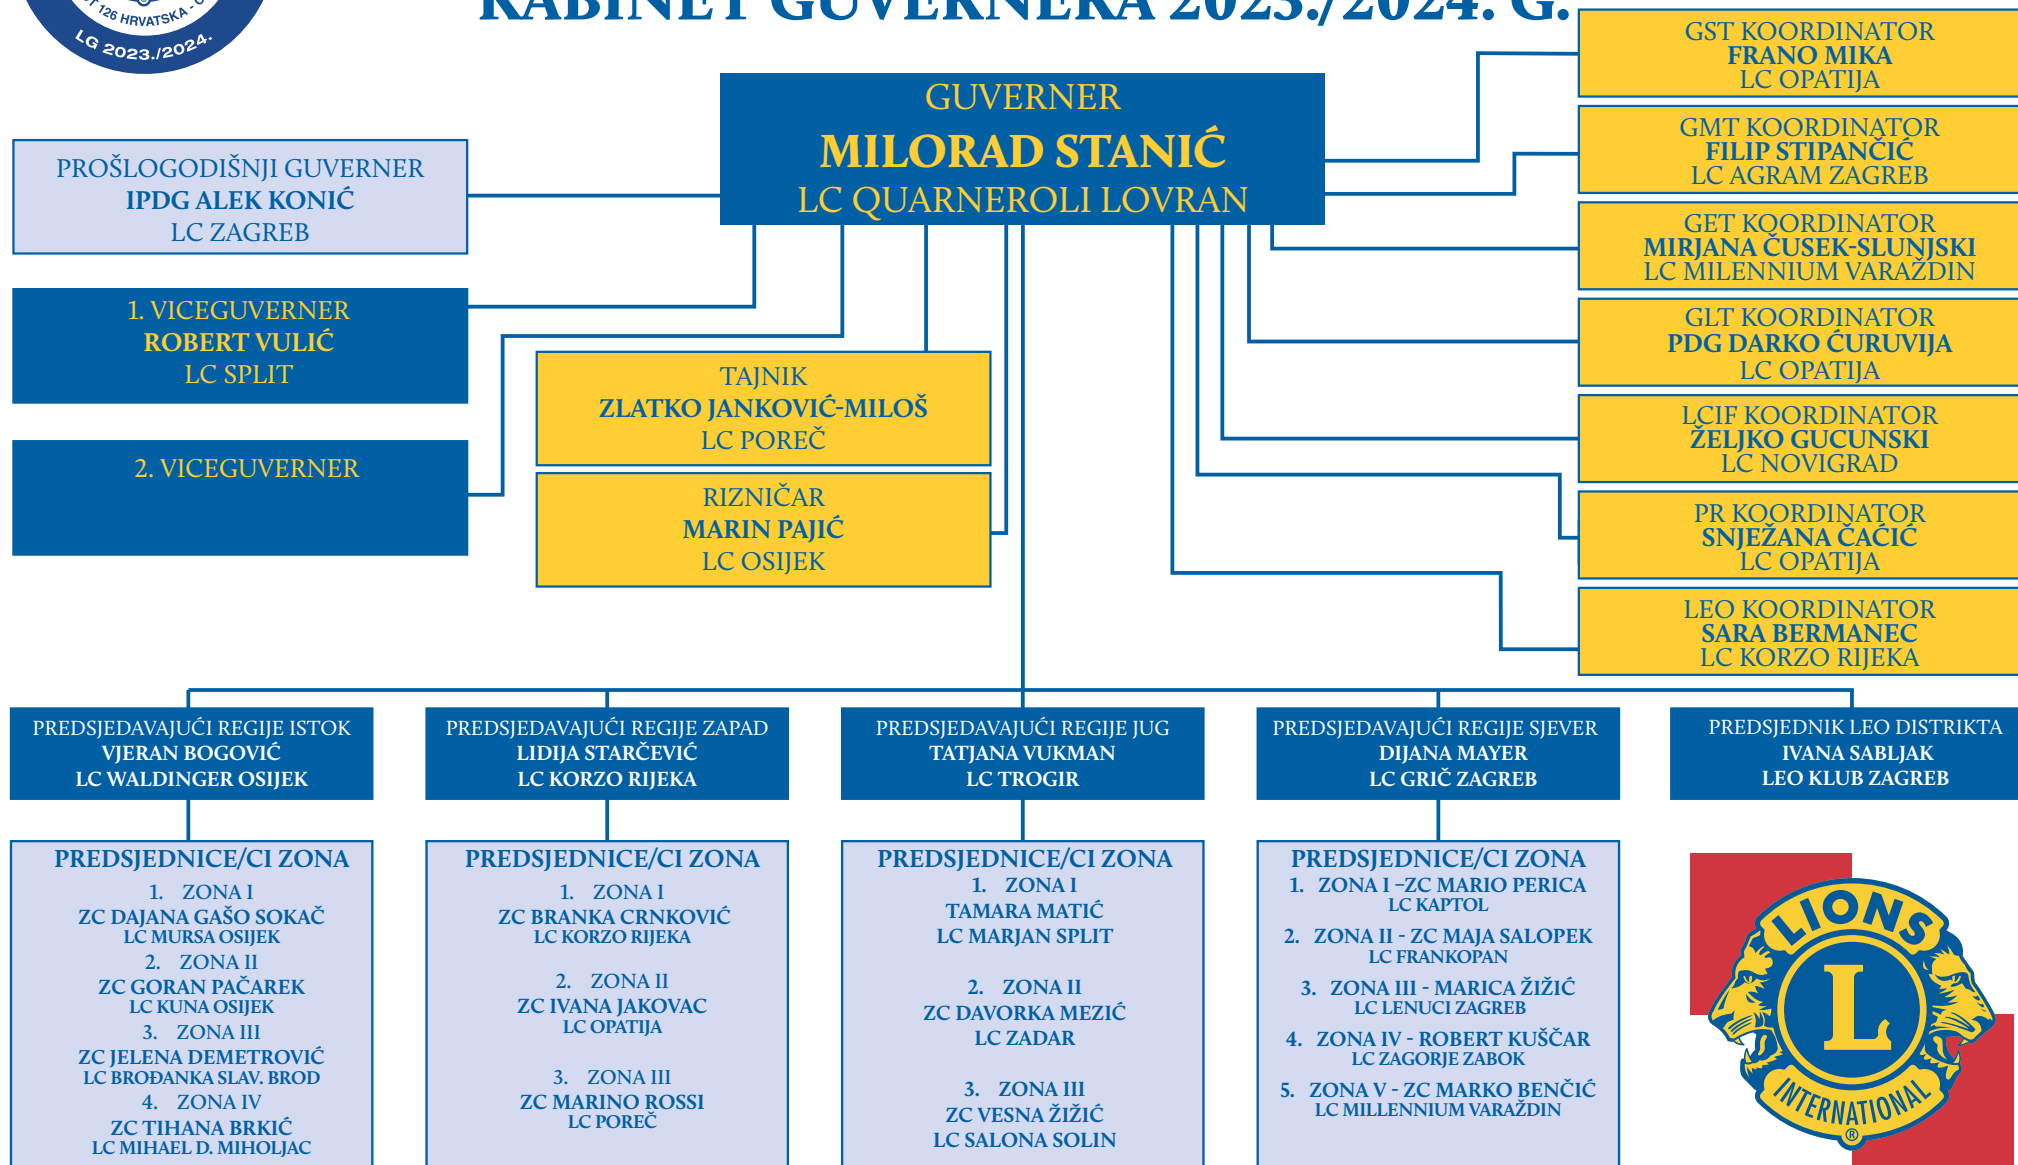 KABINET GUVERNERA 2023./2024. G.
126 HRVATSKA
LG 2023./2024.
GUVERNER
MILORAD STANIĆ
LC QUARNEROLI LOVRAN
PROŠLOGODIŠNJI GUVERNER
IPDG ALEK KONIĆ
LC ZAGREB
1. VICEGUVERNER
ROBERT VULIĆ
LC SPLIT
2. VICEGUVERNER
TAJNIK
ZLATKO JANKOVIĆ-MILOŠ
LC POREČ
RIZNIČAR
MARIN PAJIĆ
LC OSIJEK
GST KOORDINATOR
FRANO MIKA
LC OPATIJA
GMT KOORDINATOR
FILIP STIPANČIĆ
LC AGRAM ZAGREB
GET KOORDINATOR
MIRJANA ČUSEK-SLUNJSKI
LC MILENNIUM VARAŽDIN
GLT KOORDINATOR
PDG DARKO ĆURUVIJA
LC OPATIJA
LCIF KOORDINATOR
ŽELJKO GUCUNSKI
LC NOVIGRAD
PR KOORDINATOR
SNJEŽANA ČAĆIĆ
LC OPATIJA
LEO KOORDINATOR
SARA BERMANEC
LC KORZO RIJEKA
PREDSJEDAVAJUĆI REGIJE ISTOK
VJERAN BOGOVIĆ
LC WALDINGER OSIJEK
PREDSJEDAVAJUĆI REGIJE ZAPAD
LIDIJA STARČEVIĆ
LC KORZO RIJEKA
PREDSJEDAVAJUĆI REGIJE JUG
TATJANA VUKMAN
LC TROGIR
PREDSJEDAVAJUĆI REGIJE SJEVER
DIJANA MAYER
LC GRIČ ZAGREB
PREDSJEDNIK LEO DISTRIKTA
IVANA SABLJAK
LEO KLUB ZAGREB
PREDSJEDNICE/CI ZONA
1. ZONA I
ZC DAJANA GAŠO SOKAČ
LC MURSA OSIJEK
2. ZONA II
ZC GORAN PAČAREK
LC KUNA OSIJEK
3. ZONA III
ZC JELENA DEMETROVIĆ
LC BROĐANKA SLAV. BROD
4. ZONA IV
ZC TIHANA BRKIĆ
LC MIHAEL D. MIHOLJAC
PREDSJEDNICE/CI ZONA
1. ZONA I
ZC BRANKA CRNKOVIĆ
LC KORZO RIJEKA
2. ZONA II
ZC IVANA JAKOVAC
LC OPATIJA
3. ZONA III
ZC MARINO ROSSI
LC POREČ
PREDSJEDNICE/CI ZONA
1. ZONA I
TAMARA MATIĆ
LC MARJAN SPLIT
2. ZONA II
ZC DAVORKA MEZIĆ
LC ZADAR
3. ZONA III
ZC VESNA ŽIŽIĆ
LC SALONA SOLIN
PREDSJEDNICE/CI ZONA
1. ZONA I –ZC MARIO PERICA
LC KAPTOL
2. ZONA II - ZC MAJA SALOPEK
LC FRANKOPAN
3. ZONA III - MARICA ŽIŽIĆ
LC LENUCI ZAGREB
4. ZONA IV - ROBERT KUŠČAR
LC ZAGORJE ZABOK
5. ZONA V - ZC MARKO BENČIĆ
LC MILLENNIUM VARAŽDIN
LIONS
L
INTERNATIONAL
®